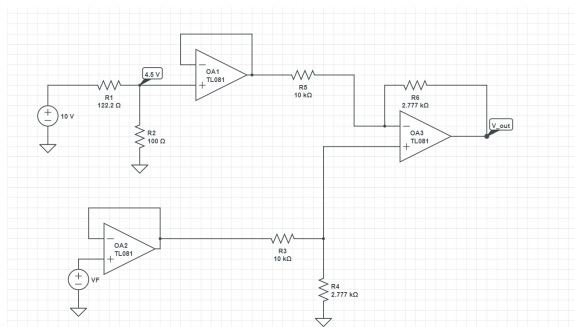 4.5 V
R1
122.2 Ω
10 V
R2
100 Ω
OA1
TL081
R5
10 kΩ
R6
2.777 kΩ
OA3
TL081
V_out
OA2
TL081
VF
R3
10 kΩ
R4
2.777 kΩ